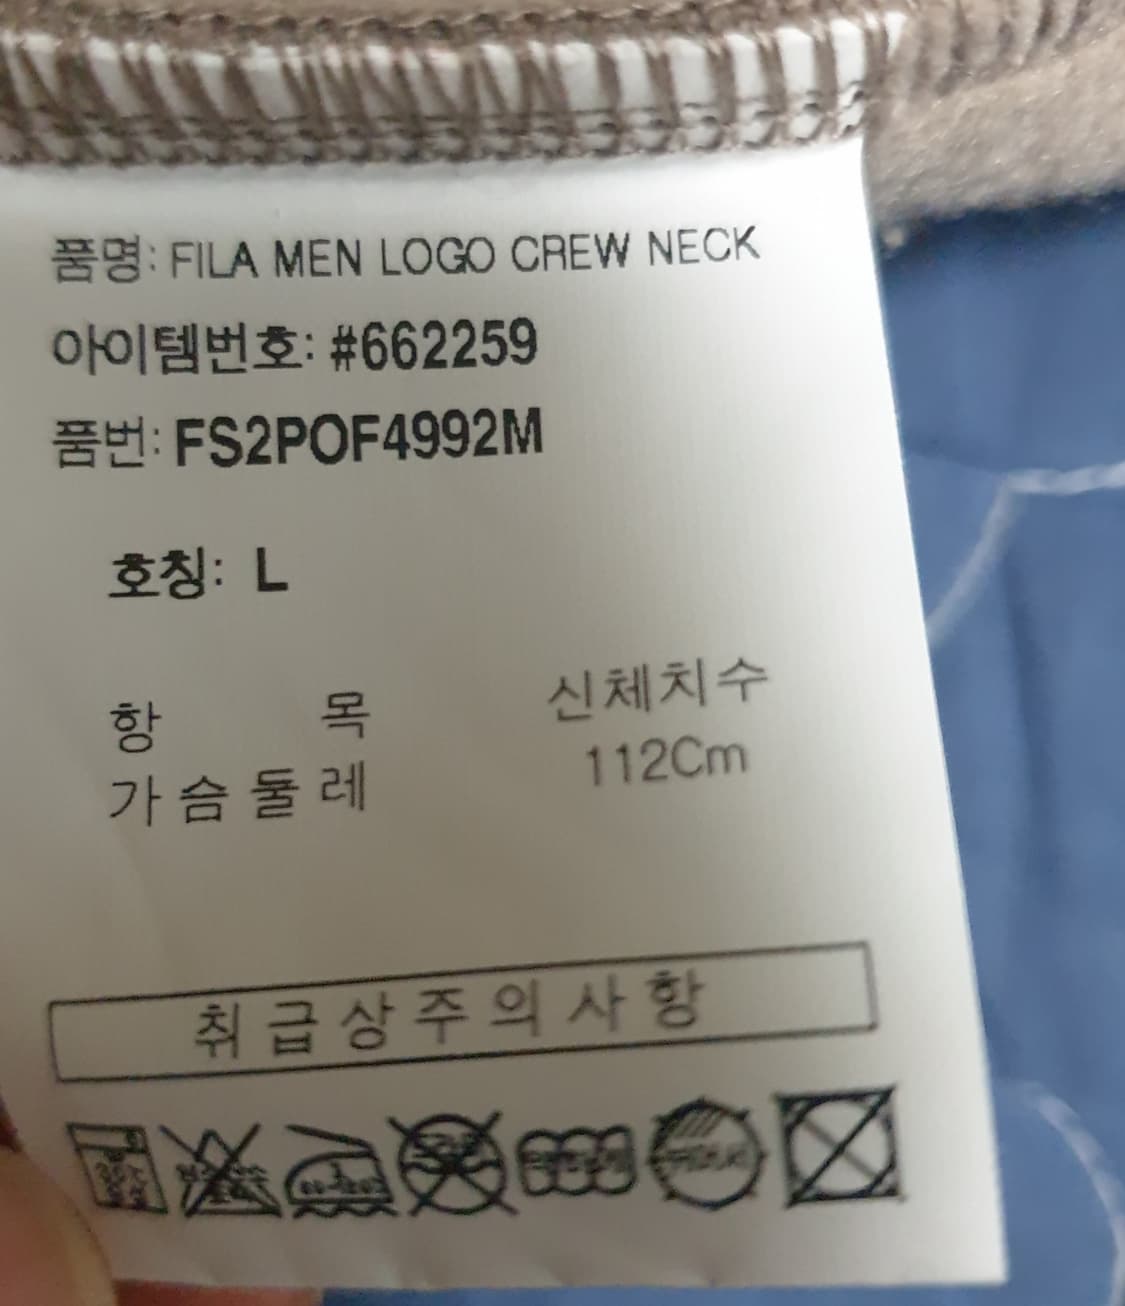 품명: FILA MEN LOGO CREW NECK
아이템번호: #662259
품번: FS2POF4992M
호칭: L
항 목 신체치수
가슴둘레 112Cm
취급상주의사항